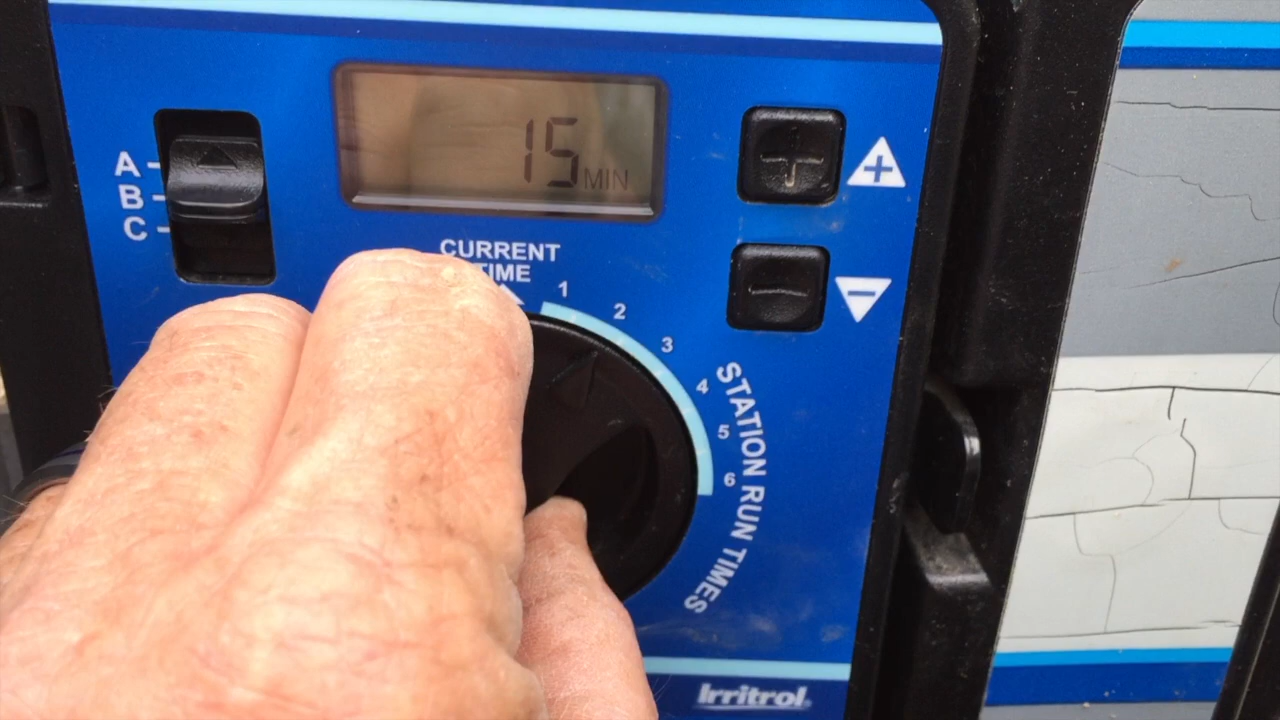 15 MIN
A
B
C
CURRENT
TIME
1
2
3
4
5
6
STATION RUN TIMES
Irritrol